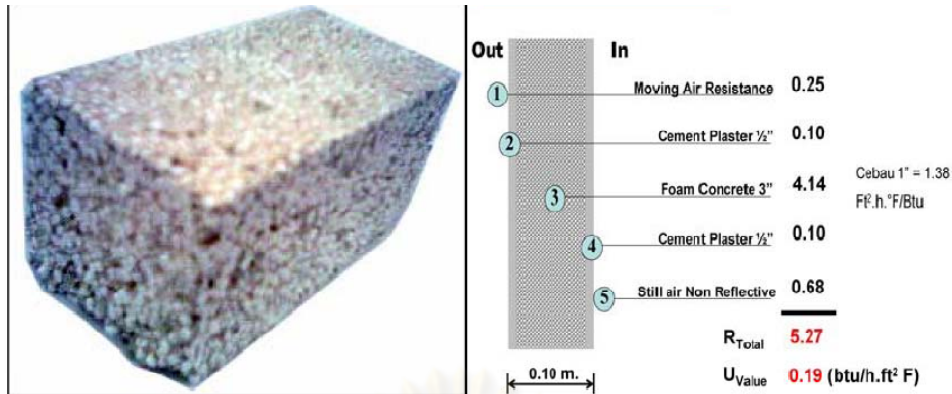 Out In
1 Moving Air Resistance 0.25
2 Cement Plaster ½" 0.10
3 Foam Concrete 3" 4.14 Cebau 1" = 1.38
Ft².h.°F/Btu
4 Cement Plaster ½" 0.10
5 Still air Non Reflective 0.68
R Total 5.27
0.10 m. U Value 0.19 (btu/h.ft² F)